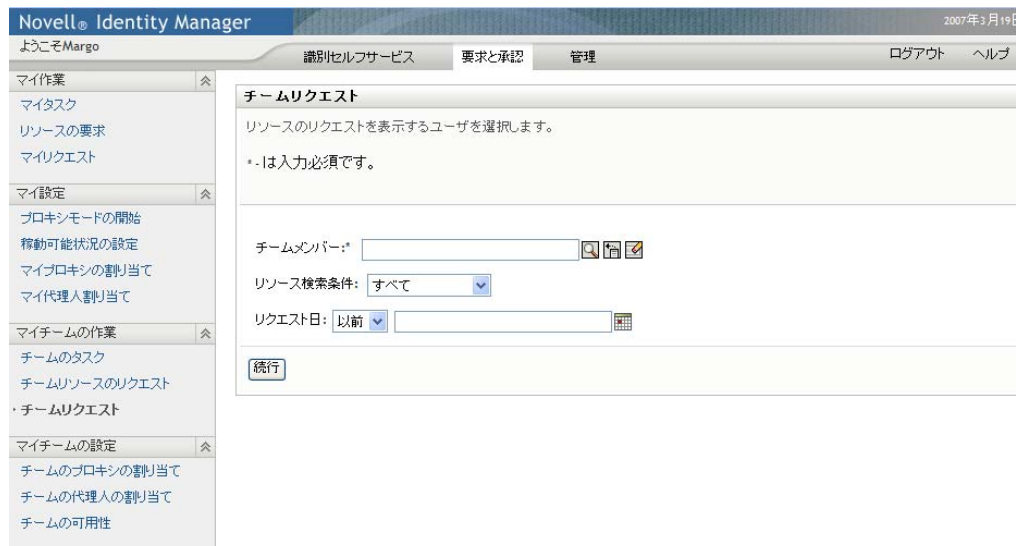 Novell® Identity Manager
2007年3月19日
ようこそMargo
識別セルフサービス
要求と承認
管理
ログアウト
ヘルプ
マイ作業
マイタスク
リソースの要求
マイリクエスト
マイ設定
プロキシモードの開始
稼動可能状況の設定
マイプロキシの割り当て
マイ代理人割り当て
マイチームの作業
チームのタスク
チームリソースのリクエスト
・チームリクエスト
マイチームの設定
チームのプロキシの割り当て
チームの代理人の割り当て
チームの可用性
チームリクエスト
リソースのリクエストを表示するユーザを選択します。
*-は入力必須です。
チームメンバー:*
リソース検索条件: すべて
リクエスト日: 以前
続行